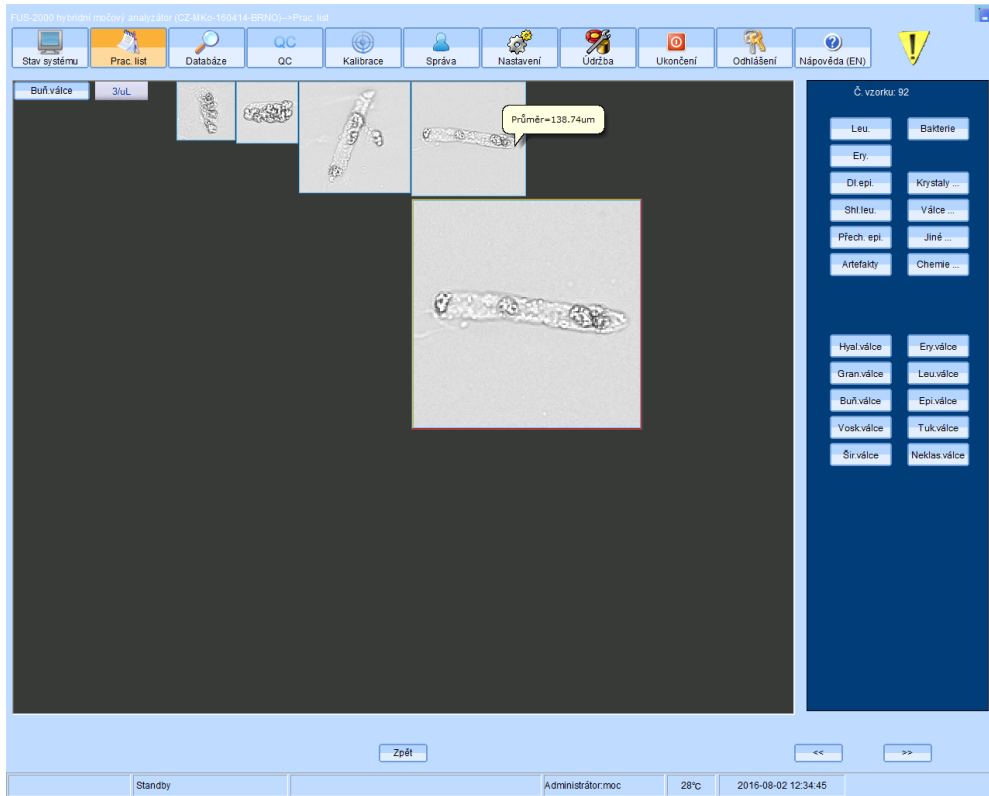 FUS-2000 hybridní močový analyzátor (CZ-MKo-160414-BRNO)-->Prac. list
QC
Stav systému Prac. list Databáze QC Kalibrace Správa Nastavení Údržba Ukončení Odhlášení Nápověda (EN)
Buň.válce 3/uL
Č. vzorku: 92
Průměr=138.74um
Leu. Bakterie
Ery.
Dl.epi. Krystaly ...
Shl.leu. Válce ...
Přech. epi. Jiné ...
Artefakty Chemie ...
Hyal.válce Ery.válce
Gran.válce Leu.válce
Buň.válce Epi.válce
Vosk.válce Tuk.válce
Šir.válce Neklas.válce
Zpět << >>
Standby Administrátor:moc 28°C 2016-08-02 12:34:45